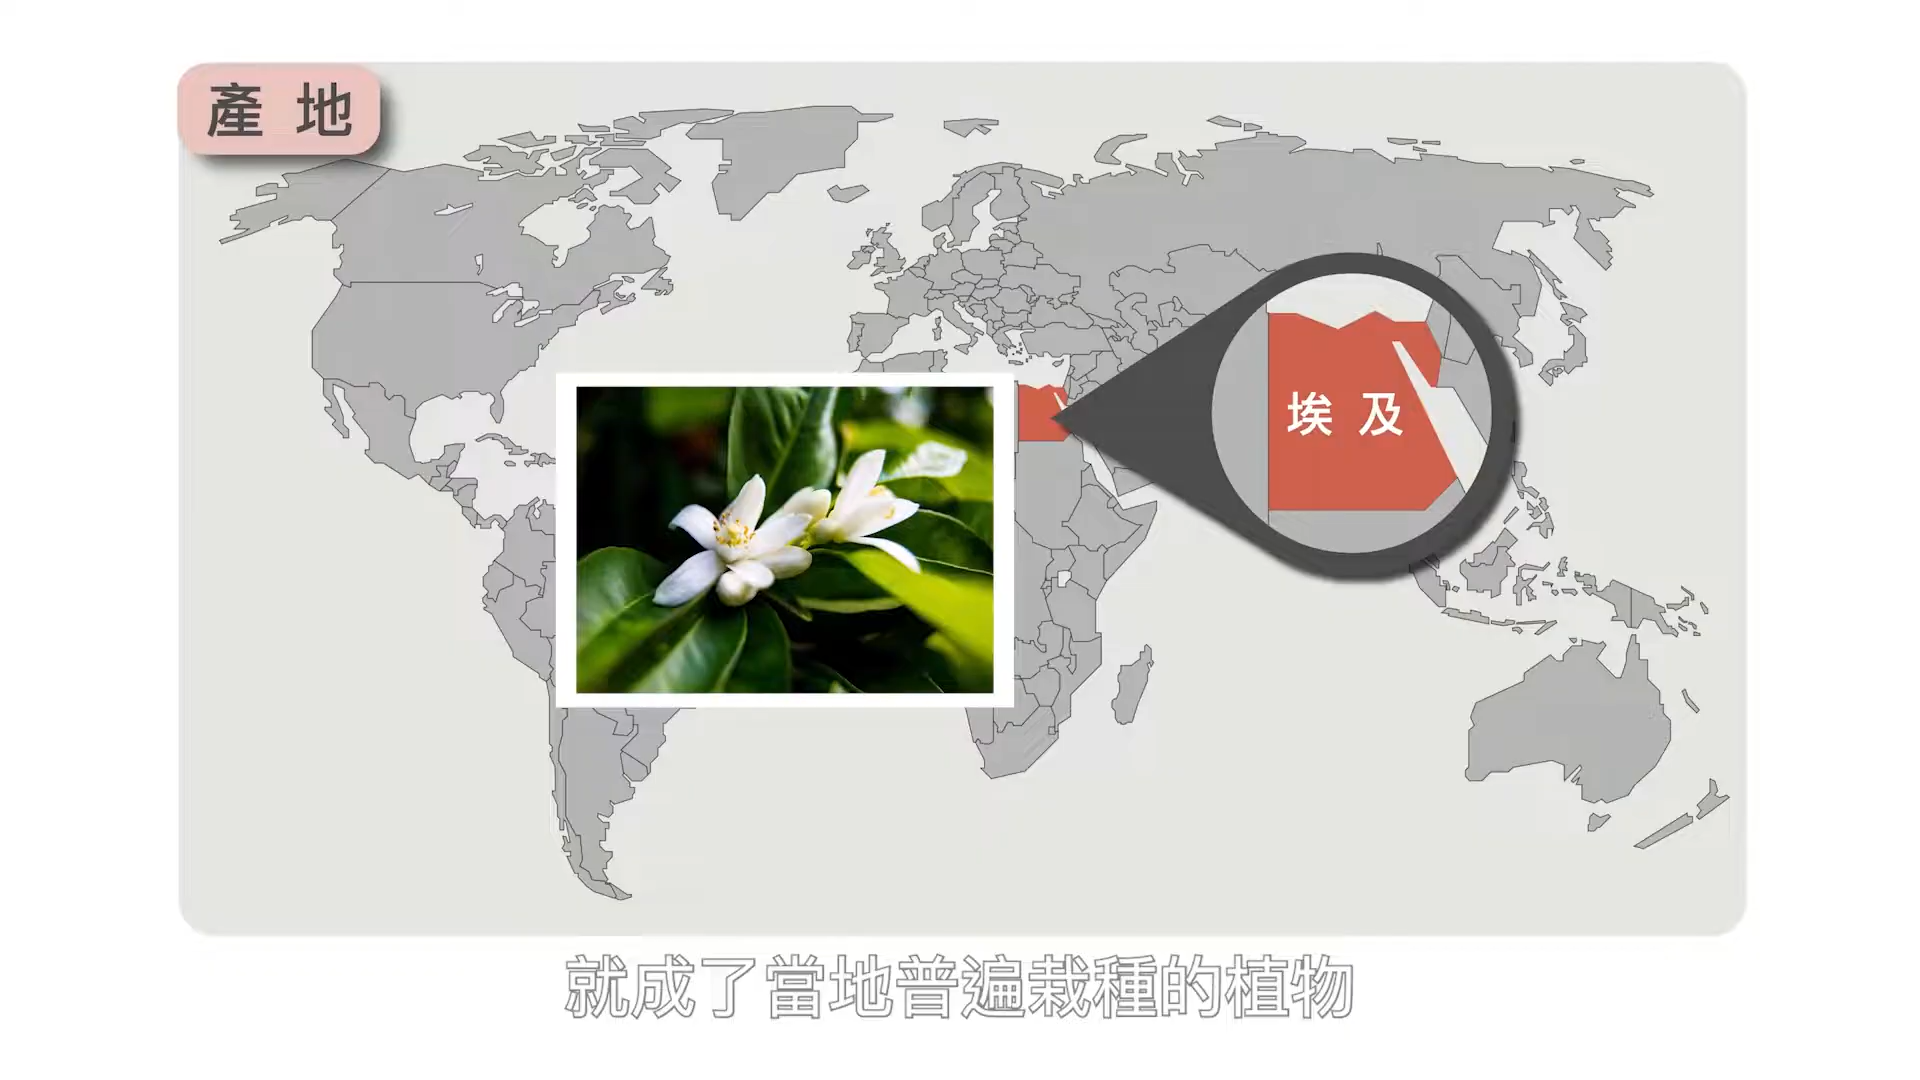 產地
埃及
就成了當地普遍栽種的植物